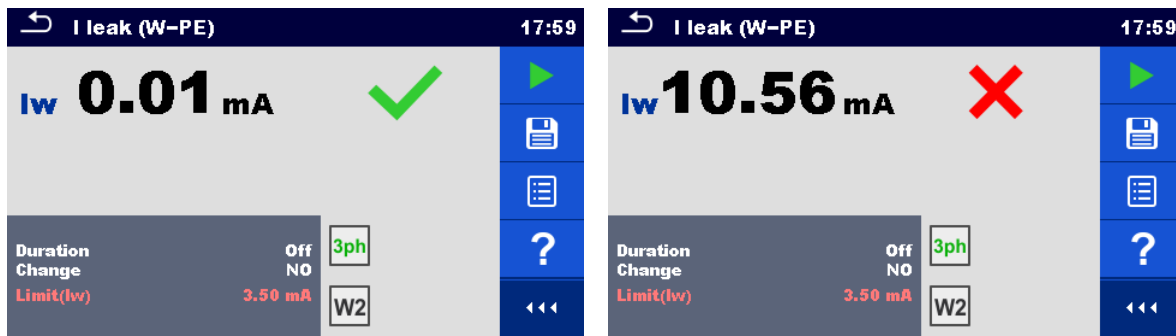 I leak (W-PE) 17:59
Iw 0.01 mA
Duration Off
Change NO
Limit(Iw) 3.50 mA
3ph
W2
?
I leak (W-PE) 17:59
Iw 10.56 mA
Duration Off
Change NO
Limit(Iw) 3.50 mA
3ph
W2
?